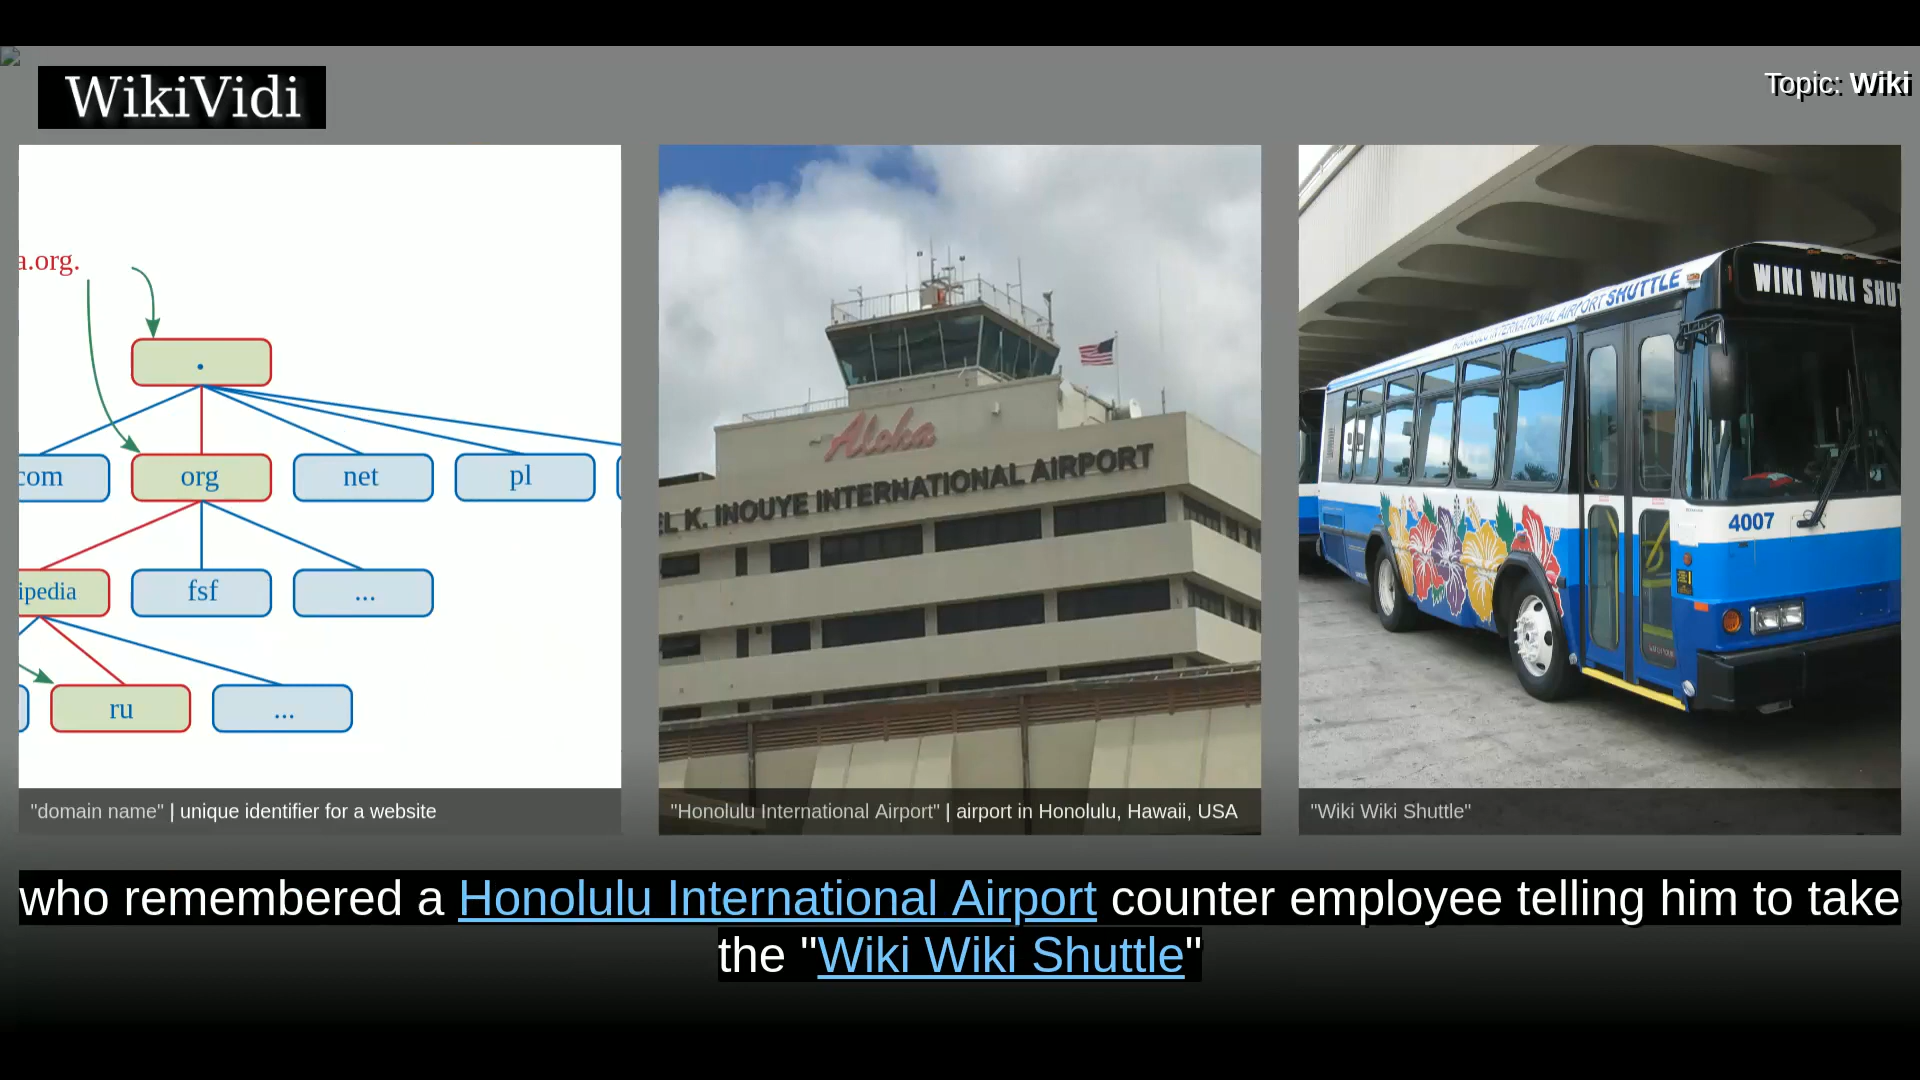 WikiVidi
Topic: Wiki
a.org.
.
com
org
net
pl
ipedia
fsf
...
ru
...
Aloha
EL K. INOUYE INTERNATIONAL AIRPORT
WIKI WIKI SHUT
HONOLULU INTERNATIONAL AIRPORT SHUTTLE
4007
"domain name" | unique identifier for a website
"Honolulu International Airport" | airport in Honolulu, Hawaii, USA
"Wiki Wiki Shuttle"
who remembered a Honolulu International Airport counter employee telling him to take
the "Wiki Wiki Shuttle"